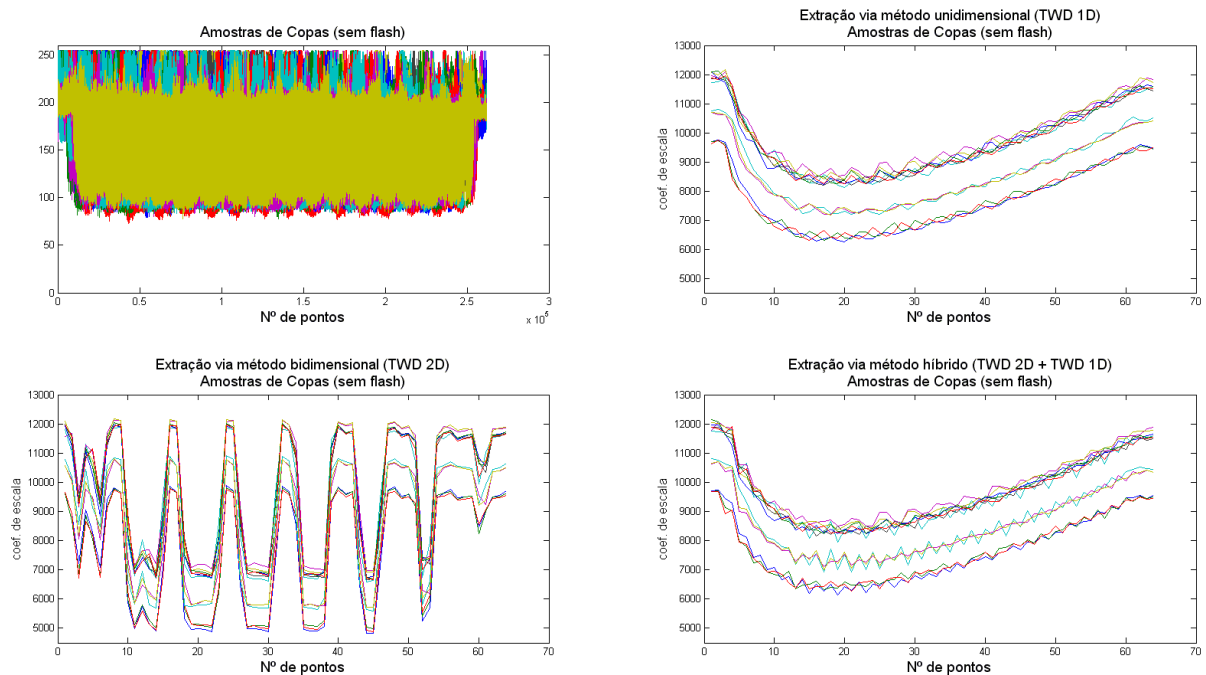 Amostras de Copas (sem flash)
250
200
150
100
50
0
0 0.5 1 1.5 2 2.5 3
x 10^5
Nº de pontos
Extração via método unidimensional (TWD 1D)
Amostras de Copas (sem flash)
13000
12000
11000
10000
9000
8000
7000
6000
5000
coef. de escala
0 10 20 30 40 50 60 70
Nº de pontos
Extração via método bidimensional (TWD 2D)
Amostras de Copas (sem flash)
13000
12000
11000
10000
9000
8000
7000
6000
5000
coef. de escala
0 10 20 30 40 50 60 70
Nº de pontos
Extração via método híbrido (TWD 2D + TWD 1D)
Amostras de Copas (sem flash)
13000
12000
11000
10000
9000
8000
7000
6000
5000
coef. de escala
0 10 20 30 40 50 60 70
Nº de pontos